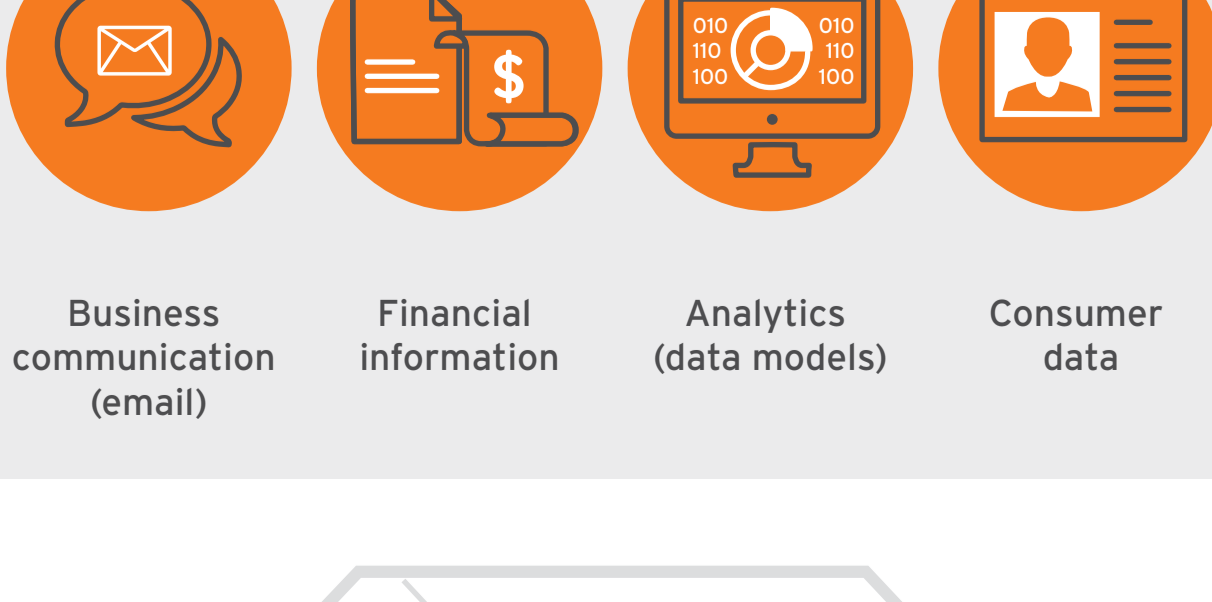 $
010 010
110 110
100 100
Business
communication
(email)
Financial
information
Analytics
(data models)
Consumer
data